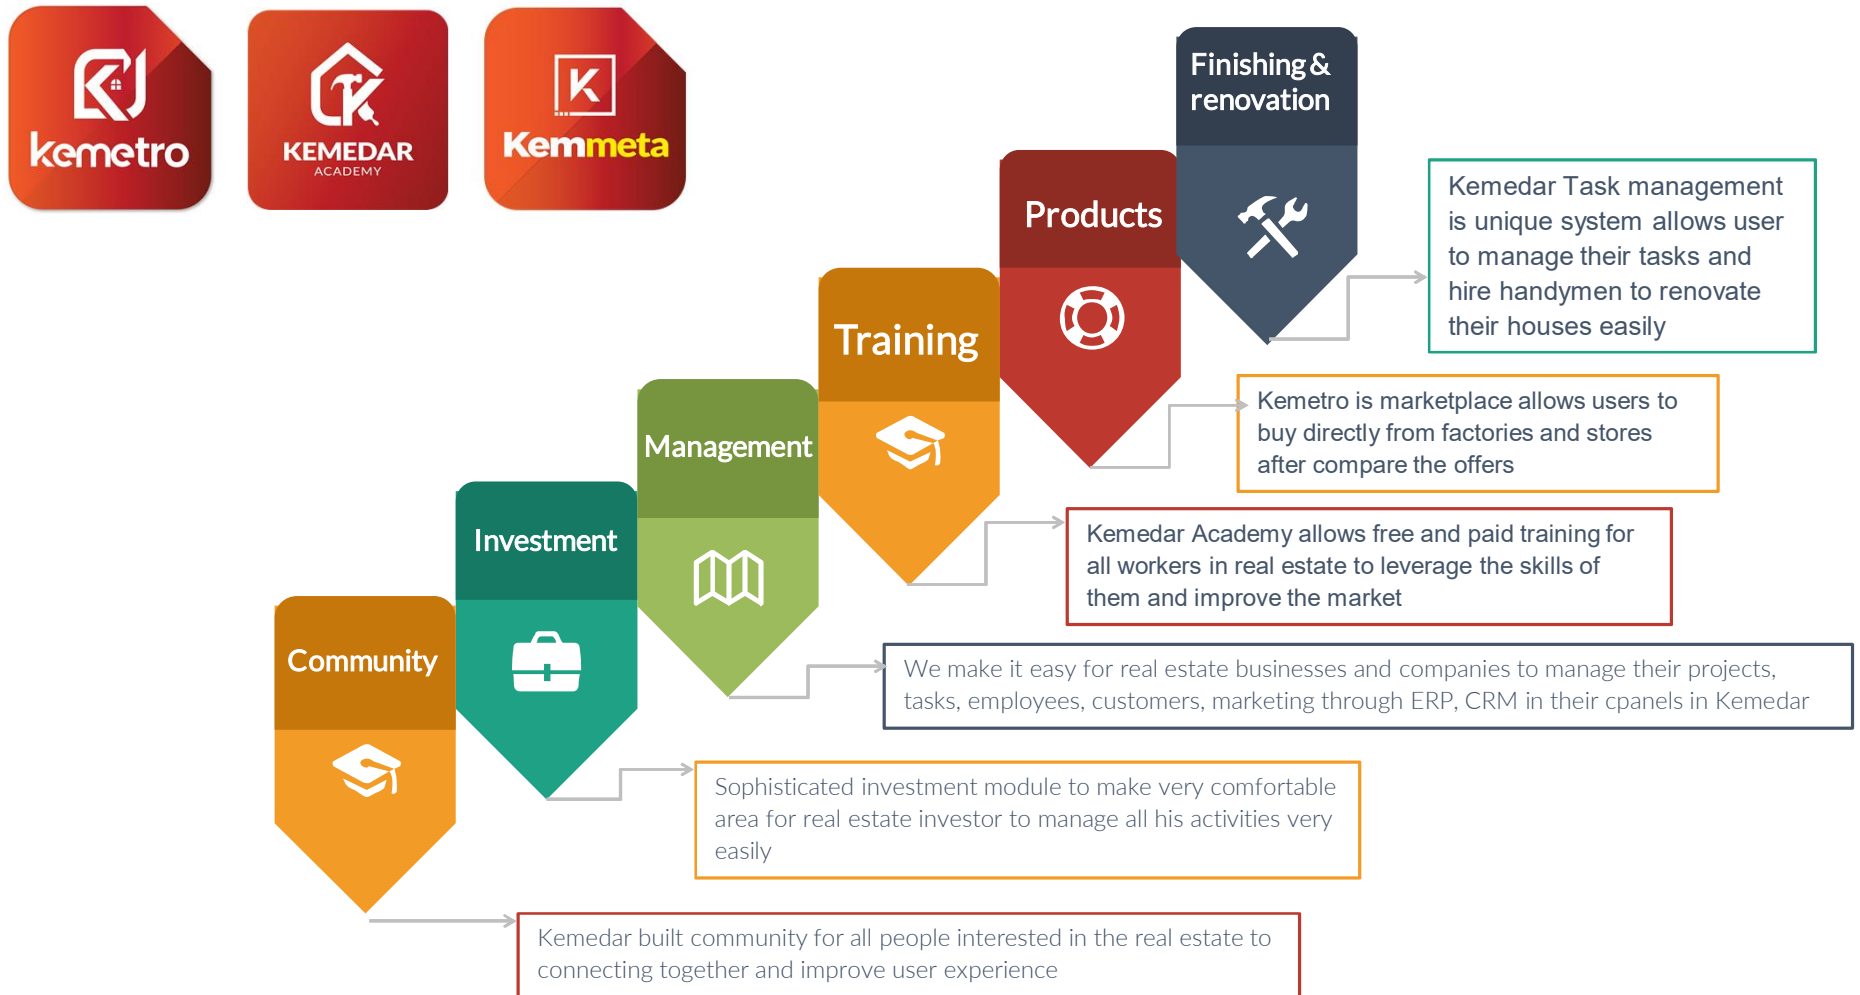 kemetro
KEMEDAR
ACADEMY
K
Kemmeta
Finishing &
renovation
Kemedar Task management
is unique system allows user
to manage their tasks and
hire handymen to renovate
their houses easily
Products
Kemetro is marketplace allows users to
buy directly from factories and stores
after compare the offers
Training
Kemedar Academy allows free and paid training for
all workers in real estate to leverage the skills of
them and improve the market
Management
We make it easy for real estate businesses and companies to manage their projects,
tasks, employees, customers, marketing through ERP, CRM in their cpanels in Kemedar
Investment
Sophisticated investment module to make very comfortable
area for real estate investor to manage all his activities very
easily
Community
Kemedar built community for all people interested in the real estate to
connecting together and improve user experience